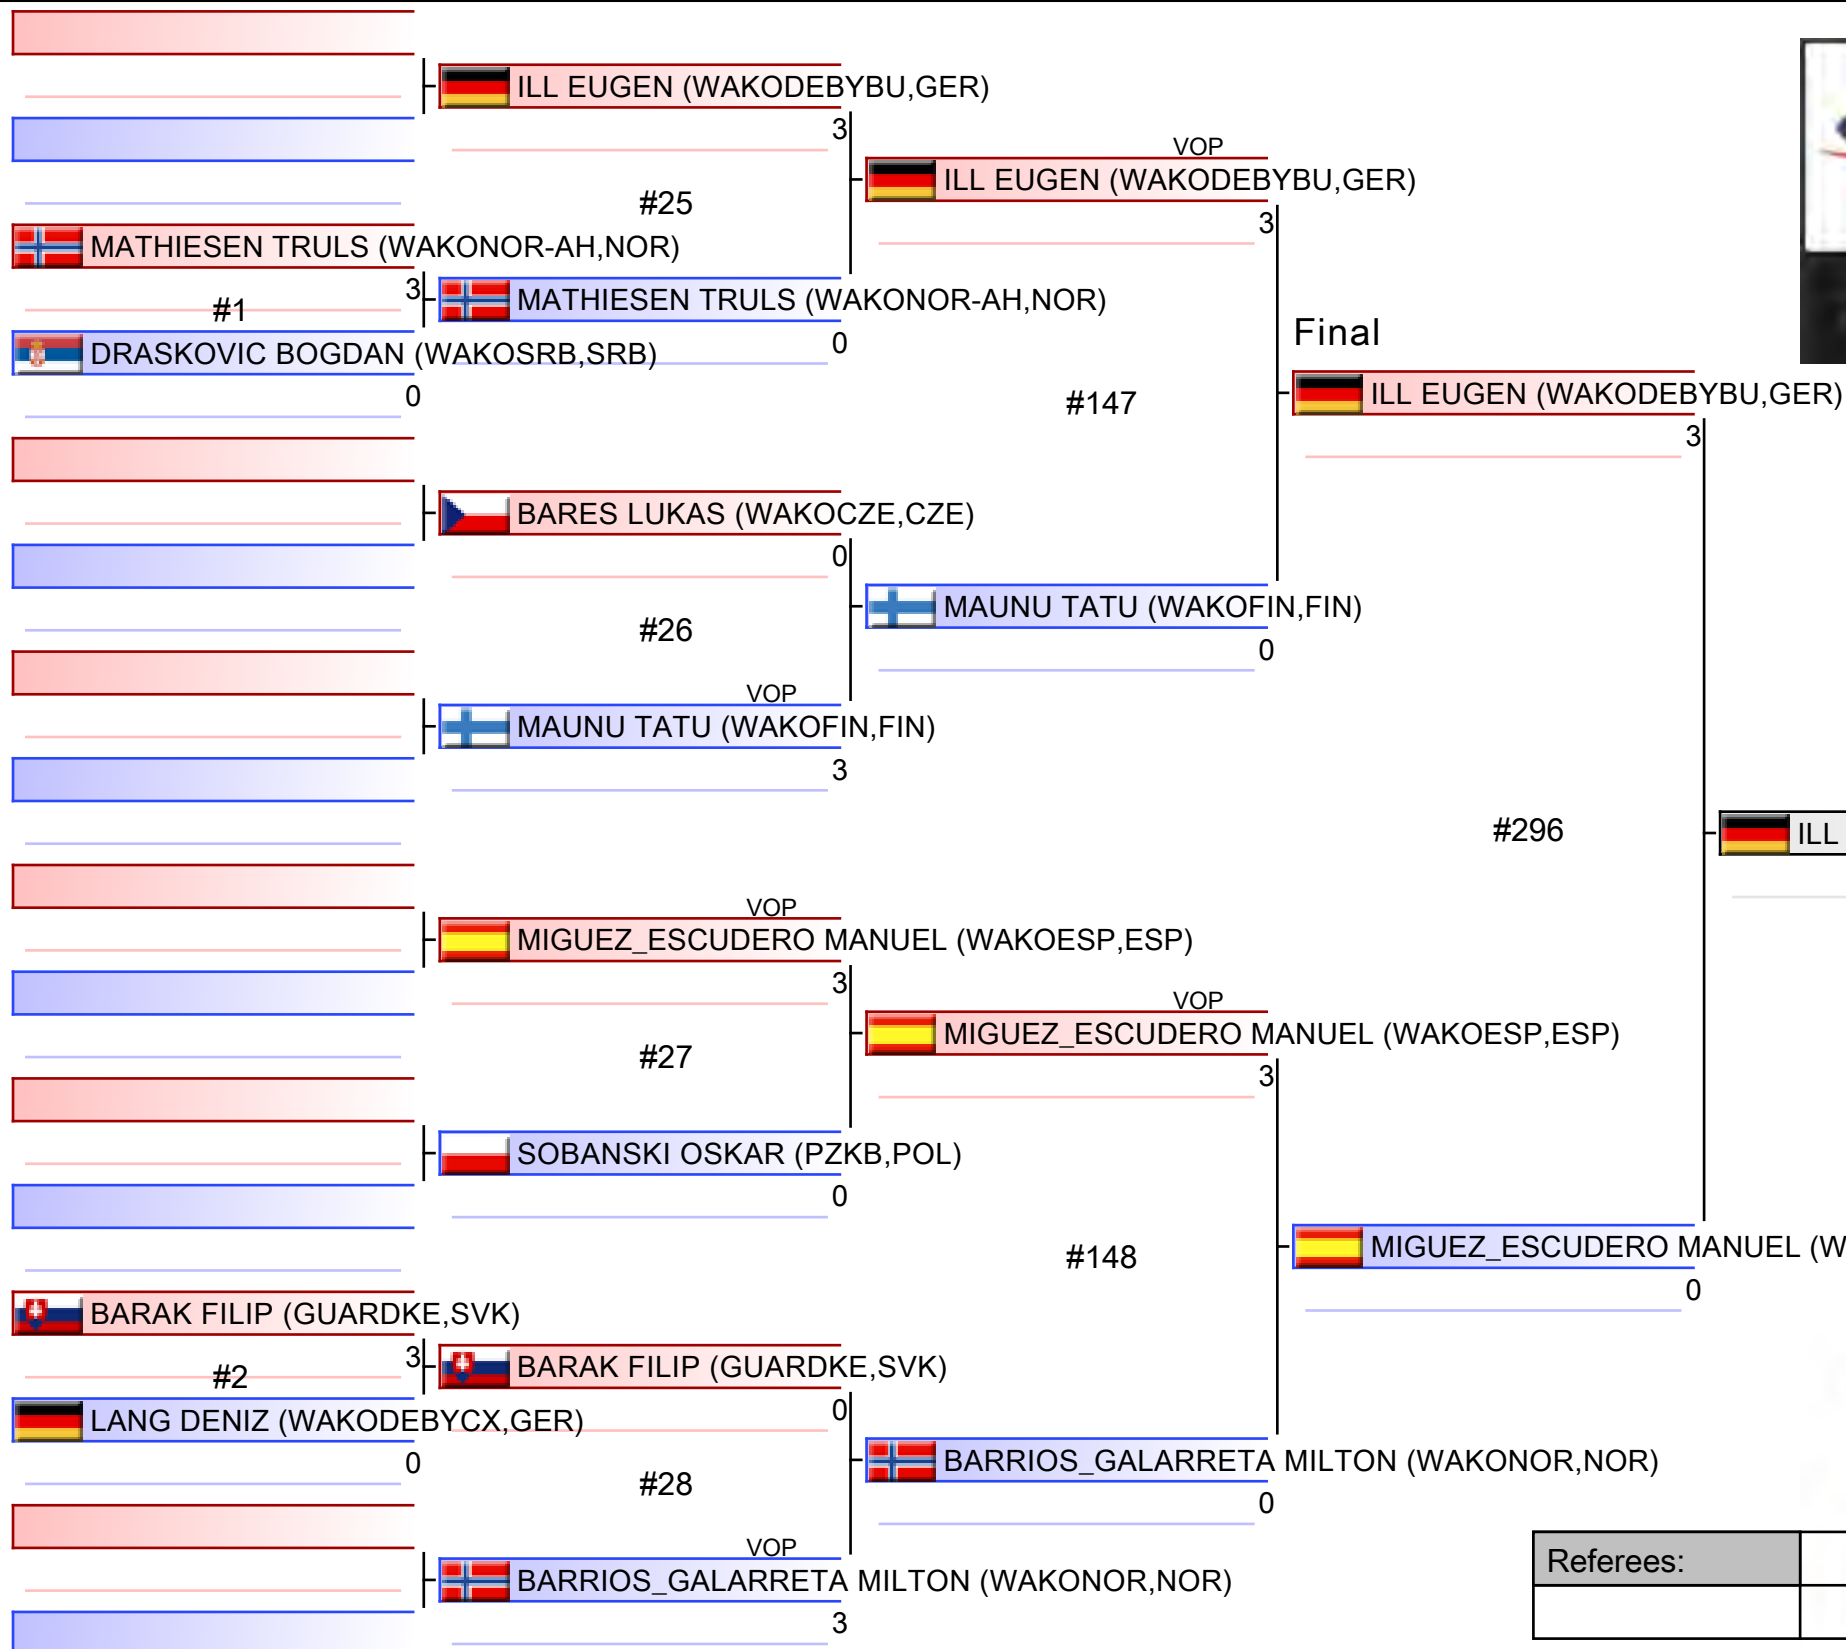 ILL EUGEN (WAKODEBYBU,GER)
3
VOP
ILL EUGEN (WAKODEBYBU,GER)
3
#25
MATHIESEN TRULS (WAKONOR-AH,NOR)
3
#1
MATHIESEN TRULS (WAKONOR-AH,NOR)
0
DRASKOVIC BOGDAN (WAKOSRB,SRB)
0
Final
#147
ILL EUGEN (WAKODEBYBU,GER)
3
BARES LUKAS (WAKOCZE,CZE)
0
MAUNU TATU (WAKOFIN,FIN)
0
#26
VOP
MAUNU TATU (WAKOFIN,FIN)
3
#296
ILL
VOP
MIGUEZ_ESCUDERO MANUEL (WAKOESP,ESP)
3
VOP
MIGUEZ_ESCUDERO MANUEL (WAKOESP,ESP)
3
#27
SOBANSKI OSKAR (PZKB,POL)
0
#148
MIGUEZ_ESCUDERO MANUEL (W
0
BARAK FILIP (GUARDKE,SVK)
3
#2
BARAK FILIP (GUARDKE,SVK)
0
LANG DENIZ (WAKODEBYCX,GER)
0
BARRIOS_GALARRETA MILTON (WAKONOR,NOR)
0
#28
VOP
BARRIOS_GALARRETA MILTON (WAKONOR,NOR)
3
Referees: